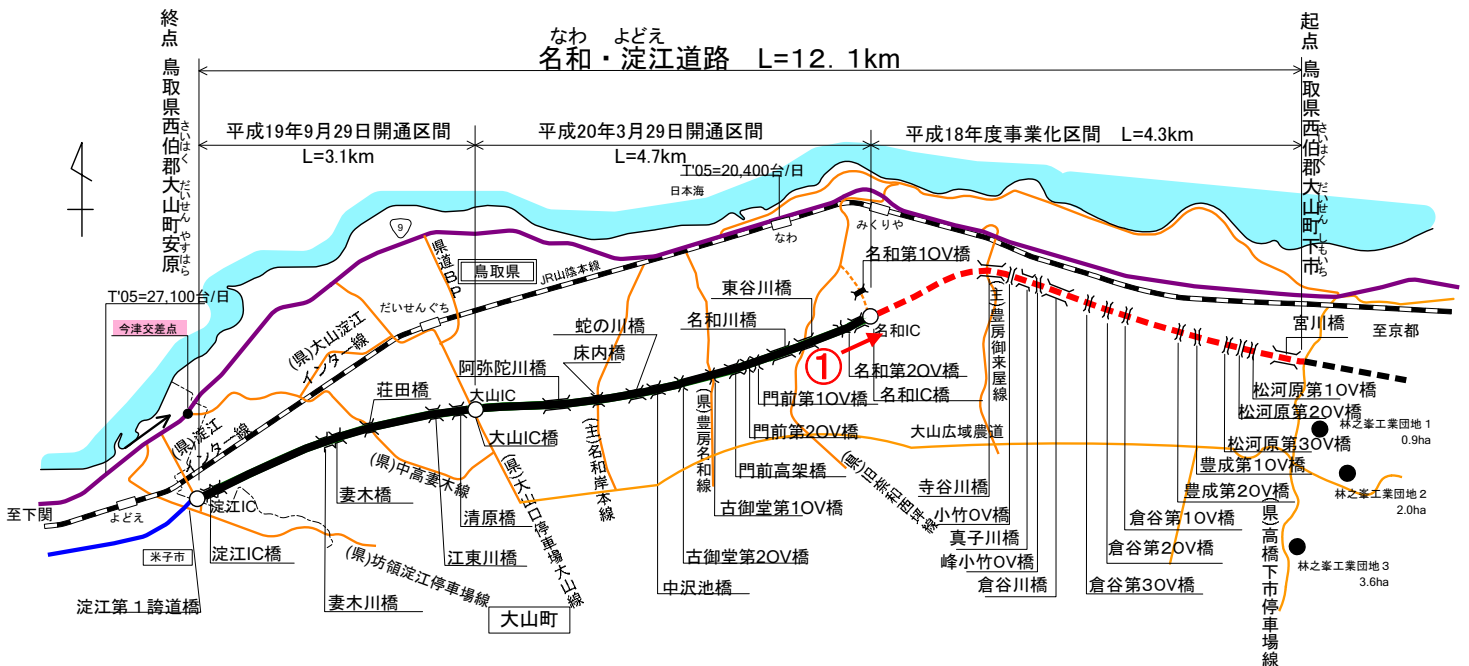 なわ よどえ
名和・淀江道路 L=12.1km
終点 鳥取県西伯郡大山町安原
さいはく だいせん やすはら
起点 鳥取県西伯郡大山町下市
さいはく だいせん しもいち
平成19年9月29日開通区間
L=3.1km
平成20年3月29日開通区間
L=4.7km
平成18年度事業化区間 L=4.3km
T'05=20,400台/日
日本海
9
県道BP
鳥取県
JR山陰本線
なわ
みくりや
名和第1OV橋
東谷川橋
T'05=27,100台/日
今津交差点
だいせんぐち
(県)大山淀江
インター線
蛇の川橋
床内橋
名和川橋
名和IC
①
(主)豊房御来屋線
宮川橋
至京都
荘田橋
阿弥陀川橋
大山IC
名和第2OV橋
名和IC橋
門前第1OV橋
門前第2OV橋
門前高架橋
大山広域農道
松河原第1OV橋
松河原第2OV橋
松河原第3OV橋
林之峯工業団地1
0.9ha
(県)淀江
インター線
大山IC橋
(県)中高妻木線
(主)名和岸本線
(県)豊房名和線
豊成第1OV橋
豊成第2OV橋
林之峯工業団地2
2.0ha
淀江IC
妻木橋
清原橋
(県)大山口停車場大山線
古御堂第1OV橋
寺谷川橋
小竹OV橋
真子川橋
峰小竹OV橋
倉谷川橋
倉谷第1OV橋
倉谷第2OV橋
倉谷第3OV橋
至下関
よどえ
米子市
淀江IC橋
(県)坊領淀江停車場線
江東川橋
古御堂第2OV橋
中沢池橋
林之峯工業団地3
3.6ha
淀江第1跨道橋
妻木川橋
大山町
(県)高橋下市停車場線